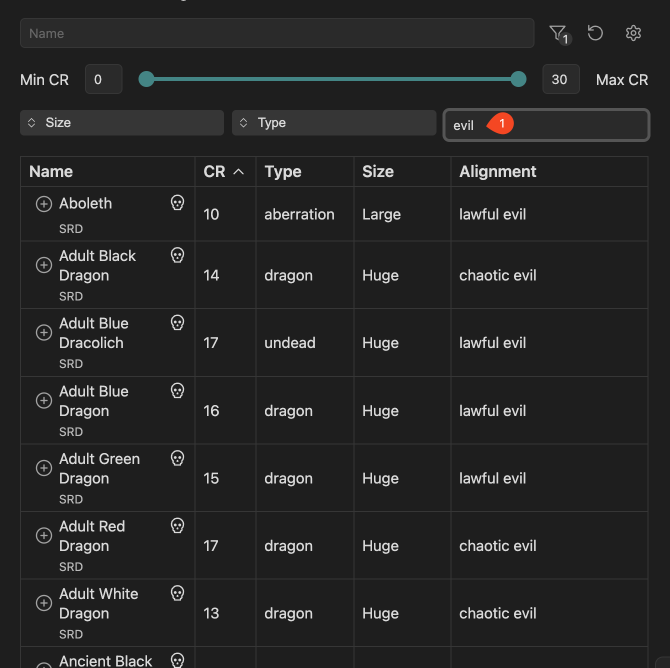 Name
1
Min CR
0
30
Max CR
Size
Type
evil
1
Name
CR
Type
Size
Alignment
Aboleth
SRD
10
aberration
Large
lawful evil
Adult Black
Dragon
SRD
14
dragon
Huge
chaotic evil
Adult Blue
Dracolich
SRD
17
undead
Huge
lawful evil
Adult Blue
Dragon
SRD
16
dragon
Huge
lawful evil
Adult Green
Dragon
SRD
15
dragon
Huge
lawful evil
Adult Red
Dragon
SRD
17
dragon
Huge
chaotic evil
Adult White
Dragon
SRD
13
dragon
Huge
chaotic evil
Ancient Black